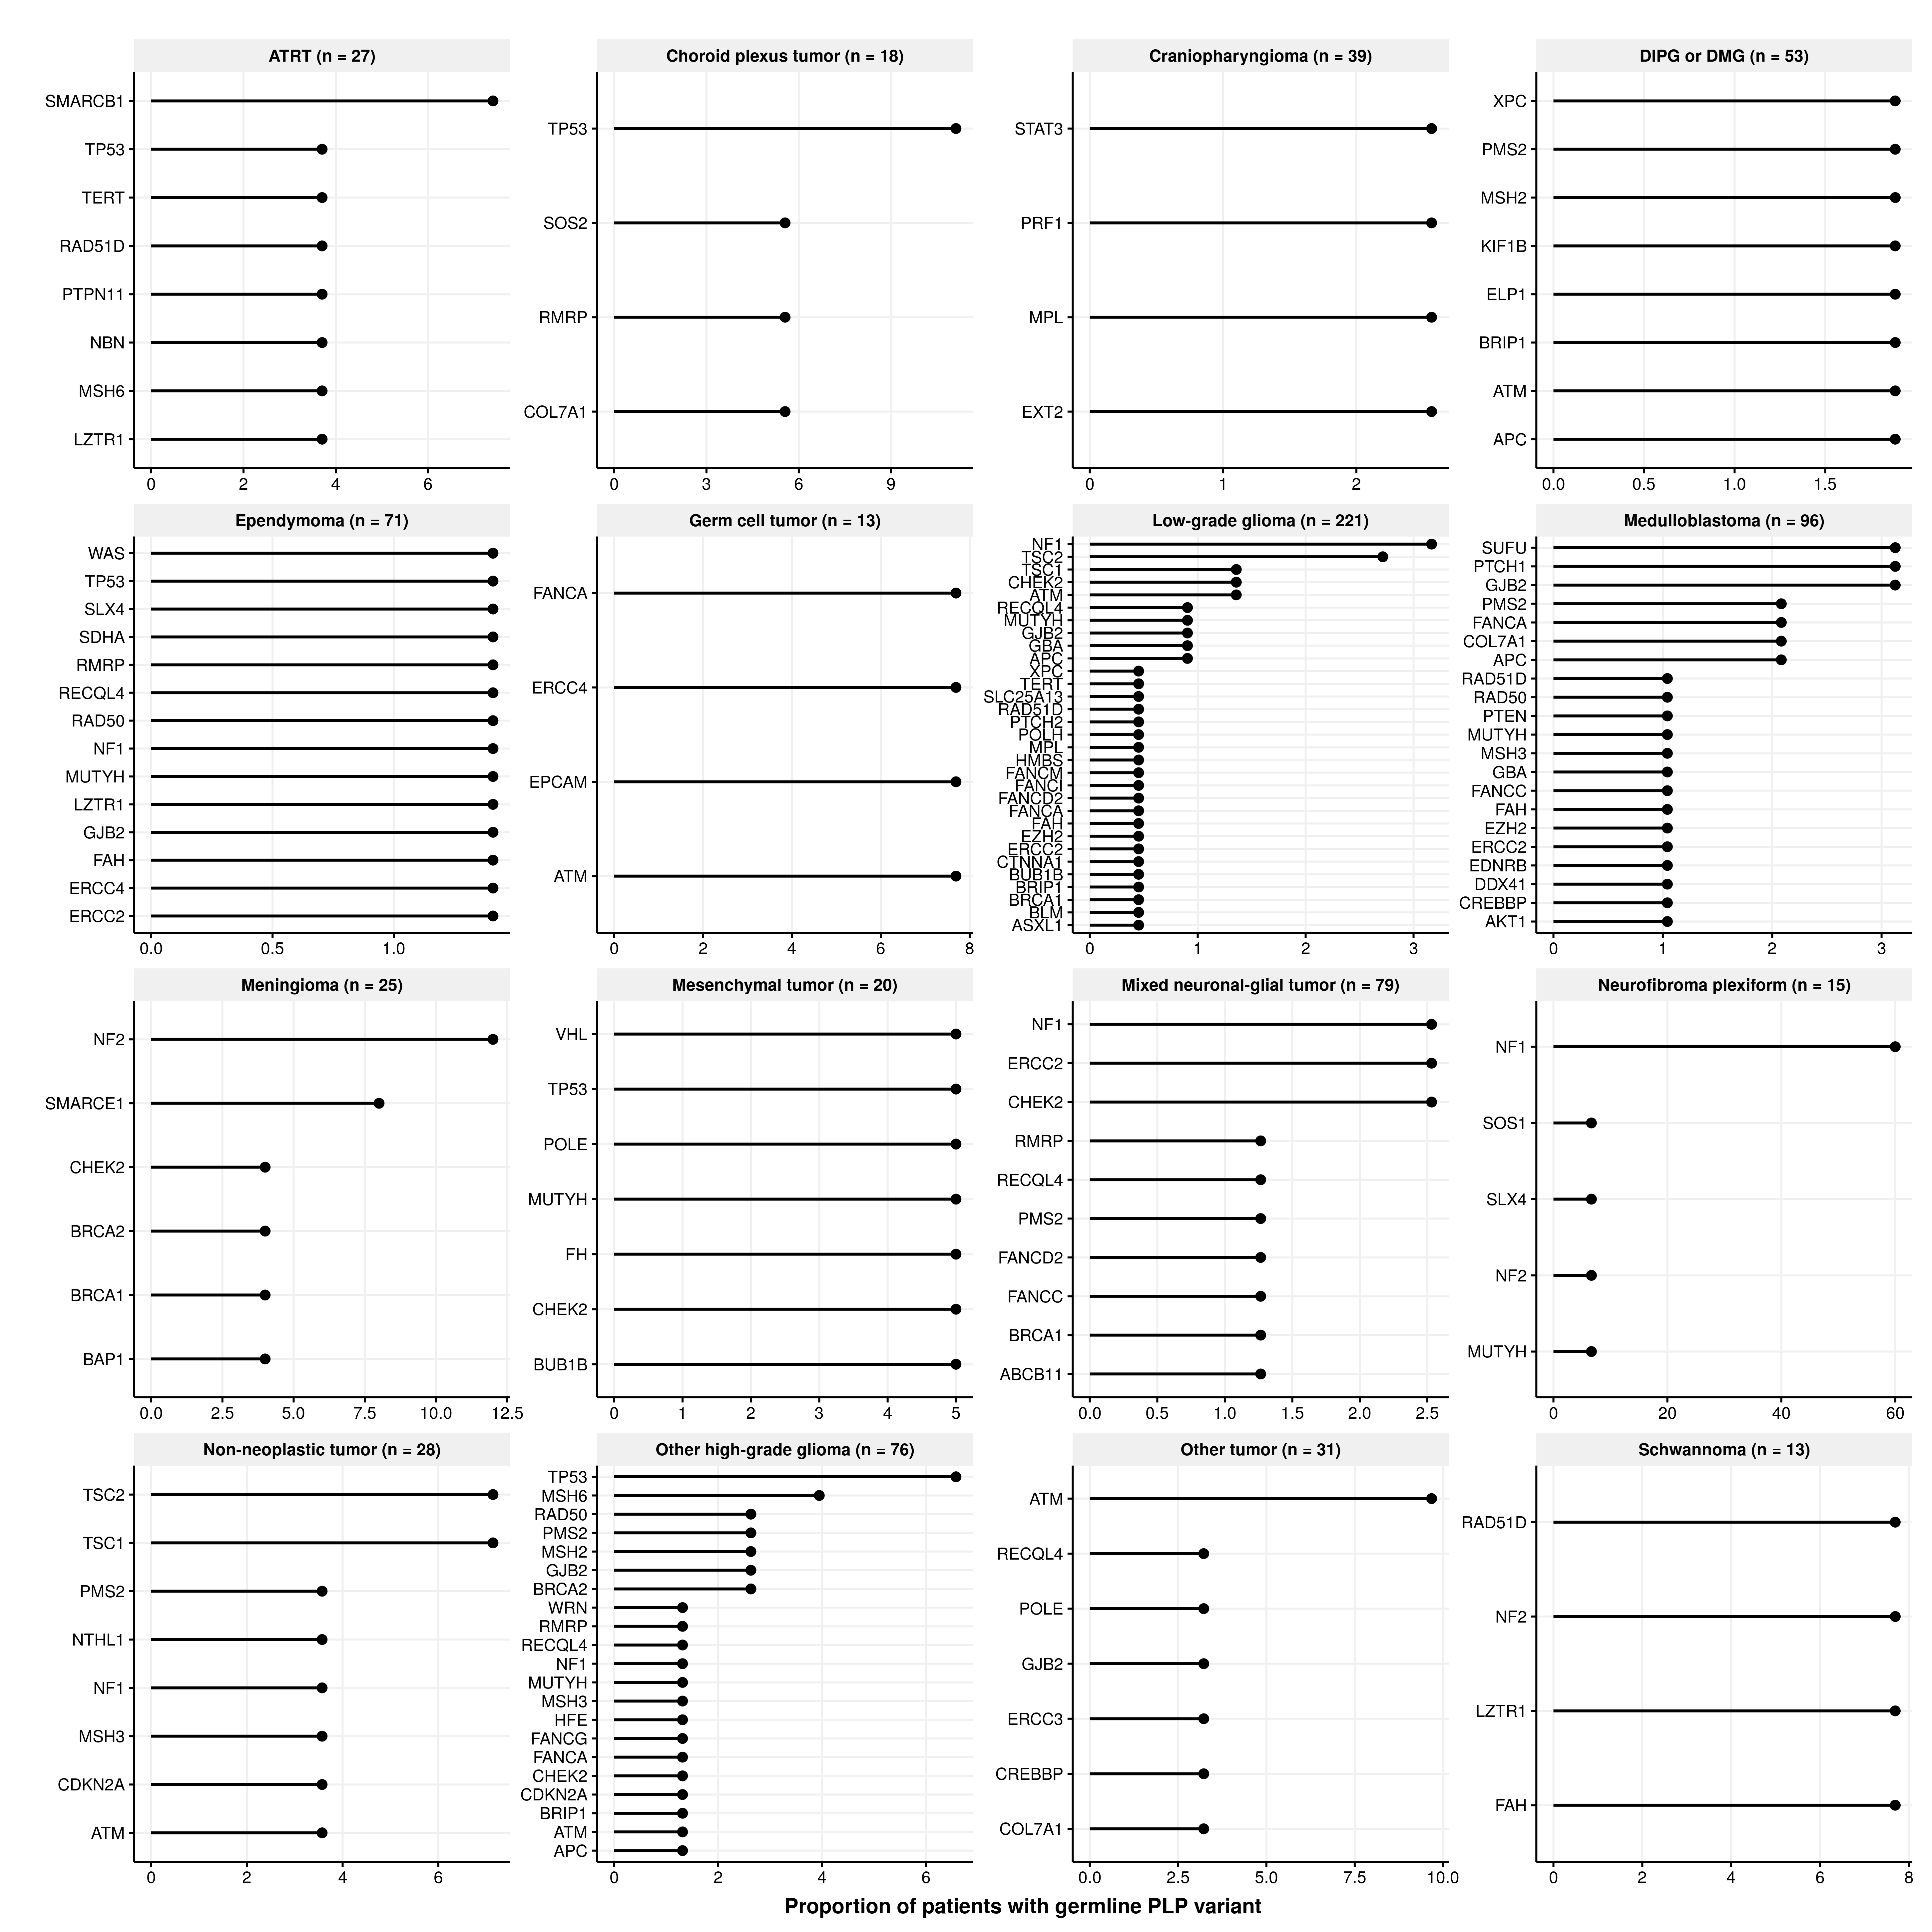 ATRT (n = 27)
SMARCB1
TP53
TERT
RAD51D
PTPN11
NBN
MSH6
LZTR1
0 2 4 6
Choroid plexus tumor (n = 18)
TP53
SOS2
RMRP
COL7A1
0 3 6 9
Craniopharyngioma (n = 39)
STAT3
PRF1
MPL
EXT2
0 1 2
DIPG or DMG (n = 53)
XPC
PMS2
MSH2
KIF1B
ELP1
BRIP1
ATM
APC
0.0 0.5 1.0 1.5
Ependymoma (n = 71)
WAS
TP53
SLX4
SDHA
RMRP
RECQL4
RAD50
NF1
MUTYH
LZTR1
GJB2
FAH
ERCC4
ERCC2
0.0 0.5 1.0
Germ cell tumor (n = 13)
FANCA
ERCC4
EPCAM
ATM
0 2 4 6 8
Low-grade glioma (n = 221)
NF1
TSC2
TSC1
CHEK2
ATM
RECQL4
MUTYH
GJB2
GBA
APC
XPC
TERT
SLC25A13
RAD51D
PTCH2
POLH
MPL
HMBS
FANCM
FANCI
FANCD2
FANCA
FAH
EZH2
ERCC2
CTNNA1
BUB1B
BRIP1
BRCA1
BLM
ASXL1
0 1 2 3
Medulloblastoma (n = 96)
SUFU
PTCH1
GJB2
PMS2
FANCA
COL7A1
APC
RAD51D
RAD50
PTEN
MUTYH
MSH3
GBA
FANCC
FAH
EZH2
ERCC2
EDNRB
DDX41
CREBBP
AKT1
0 1 2 3
Meningioma (n = 25)
NF2
SMARCE1
CHEK2
BRCA2
BRCA1
BAP1
0.0 2.5 5.0 7.5 10.0 12.5
Mesenchymal tumor (n = 20)
VHL
TP53
POLE
MUTYH
FH
CHEK2
BUB1B
0 1 2 3 4 5
Mixed neuronal-glial tumor (n = 79)
NF1
ERCC2
CHEK2
RMRP
RECQL4
PMS2
FANCD2
FANCC
BRCA1
ABCB11
0.0 0.5 1.0 1.5 2.0 2.5
Neurofibroma plexiform (n = 15)
NF1
SOS1
SLX4
NF2
MUTYH
0 20 40 60
Non-neoplastic tumor (n = 28)
TSC2
TSC1
PMS2
NTHL1
NF1
MSH3
CDKN2A
ATM
0 2 4 6
Other high-grade glioma (n = 76)
TP53
MSH6
RAD50
PMS2
MSH2
GJB2
BRCA2
WRN
RMRP
RECQL4
NF1
MUTYH
MSH3
HFE
FANCG
FANCA
CHEK2
CDKN2A
BRIP1
ATM
APC
0 2 4 6
Other tumor (n = 31)
ATM
RECQL4
POLE
GJB2
ERCC3
CREBBP
COL7A1
0.0 2.5 5.0 7.5 10.0
Schwannoma (n = 13)
RAD51D
NF2
LZTR1
FAH
0 2 4 6 8
Proportion of patients with germline PLP variant